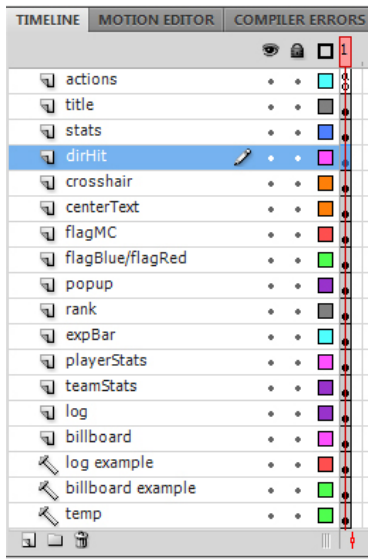 TIMELINE MOTION EDITOR COMPILER ERRORS
1
actions
title
stats
dirHit
crosshair
centerText
flagMC
flagBlue/flagRed
popup
rank
expBar
playerStats
teamStats
log
billboard
log example
billboard example
temp